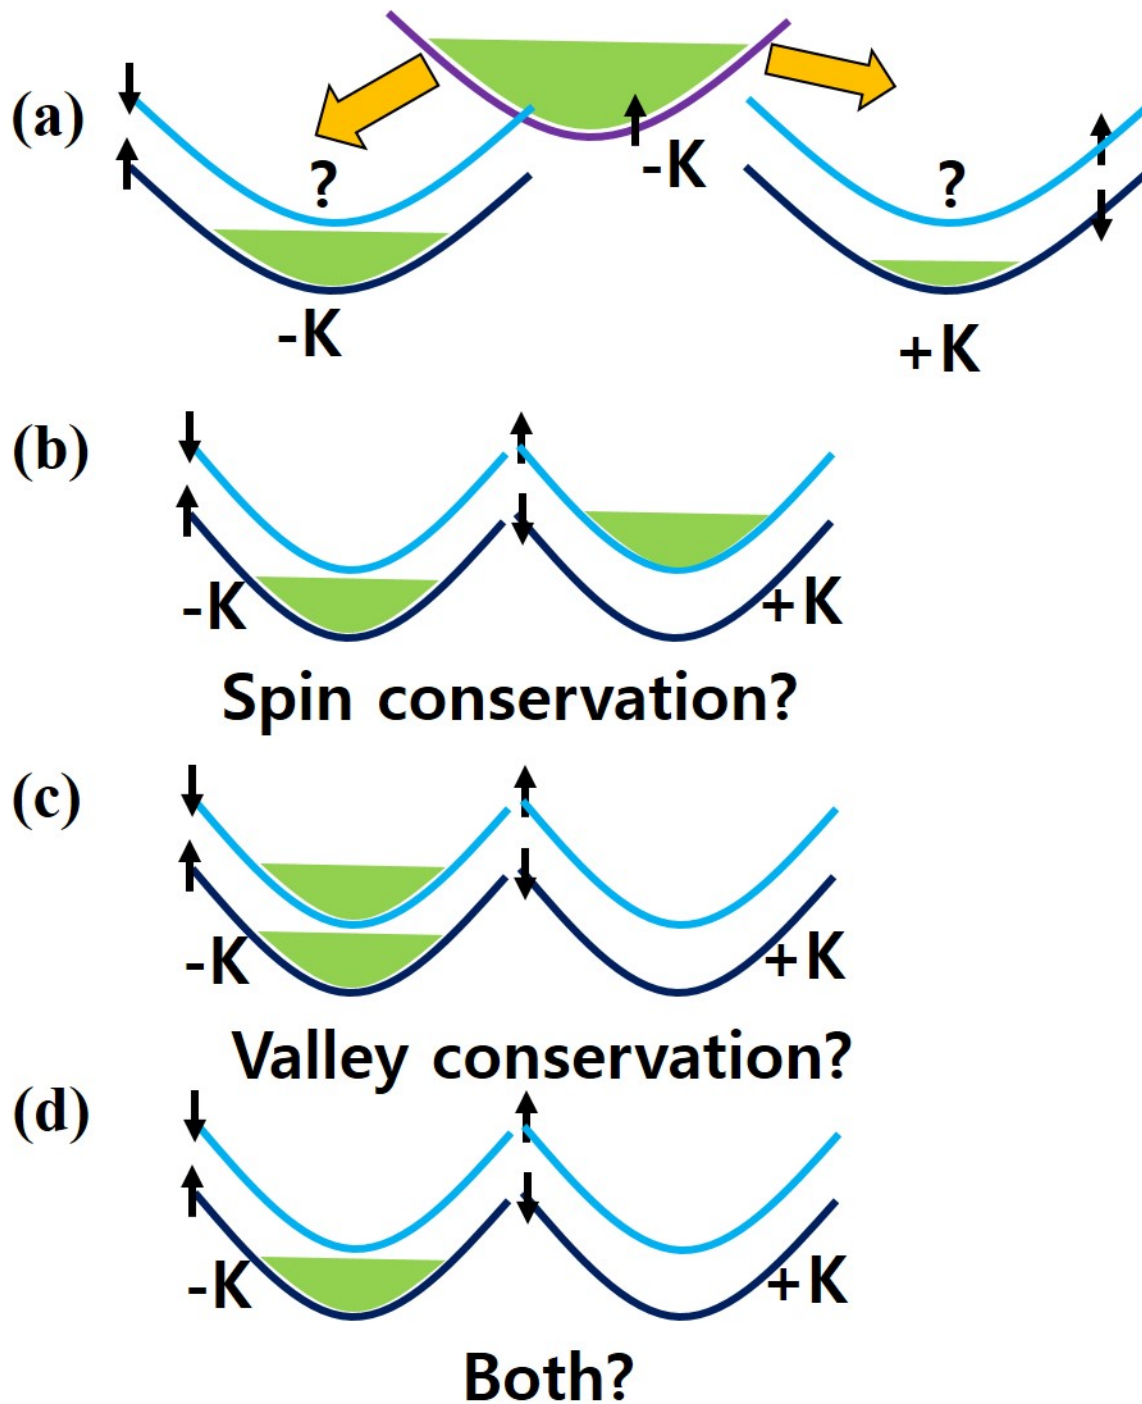 (a)
?
-K
?
-K
+K
(b)
-K
+K
Spin conservation?
(c)
-K
+K
Valley conservation?
(d)
-K
+K
Both?